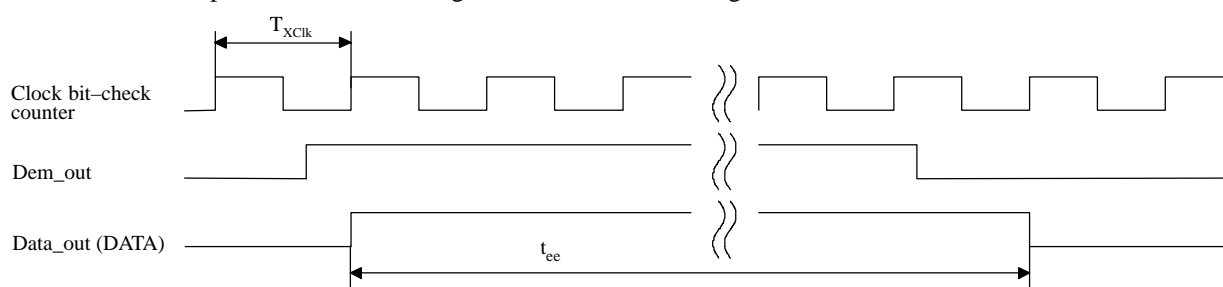 T_XClk
Clock bit–check
counter
Dem_out
Data_out (DATA)
t_ee